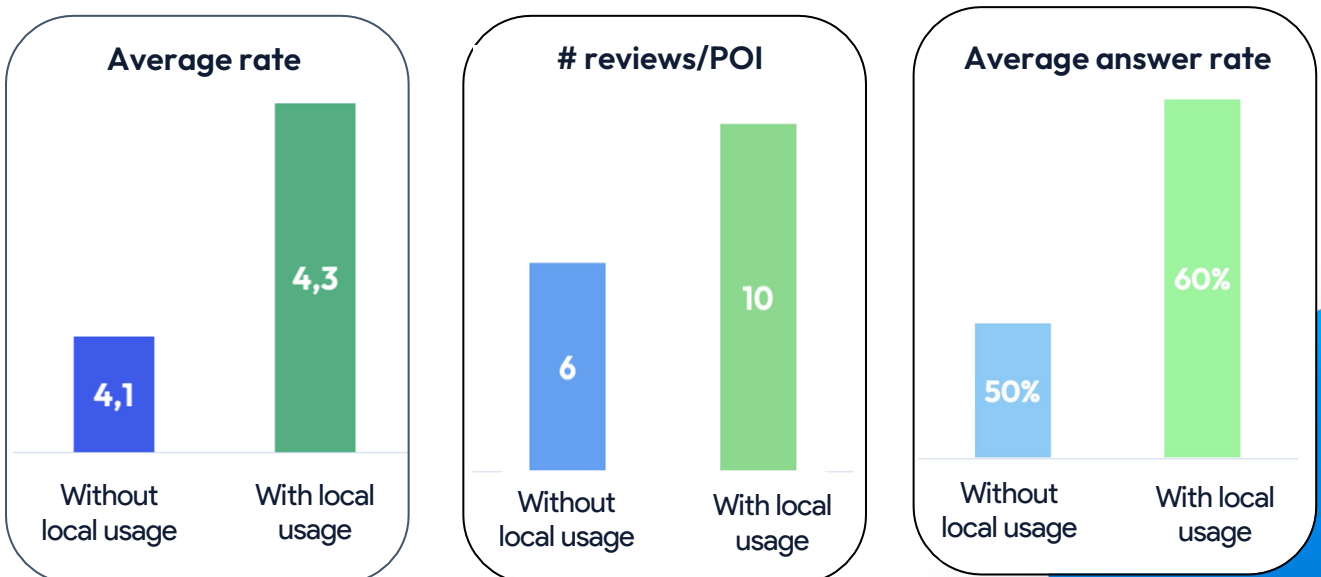 Average rate
4,3
4,1
Without
local usage
With local
usage
# reviews/POI
10
6
Without
local usage
With local
usage
Average answer rate
60%
50%
Without
local usage
With local
usage